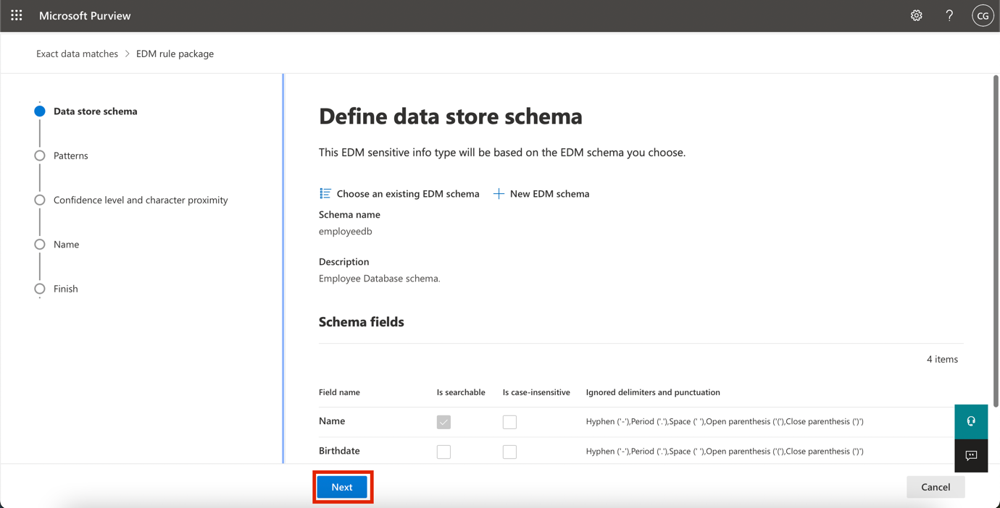 Microsoft Purview
?
CG
Exact data matches > EDM rule package
Data store schema
Patterns
Confidence level and character proximity
Name
Finish
Define data store schema
This EDM sensitive info type will be based on the EDM schema you choose.
Choose an existing EDM schema + New EDM schema
Schema name
employeedb
Description
Employee Database schema.
Schema fields
4 items
Field name Is searchable Is case-insensitive Ignored delimiters and punctuation
Name Hyphen ('-'),Period ('.'),Space (' '),Open parenthesis ('('),Close parenthesis (')')
Birthdate Hyphen ('-'),Period ('.'),Space (' '),Open parenthesis ('('),Close parenthesis (')')
Next Cancel